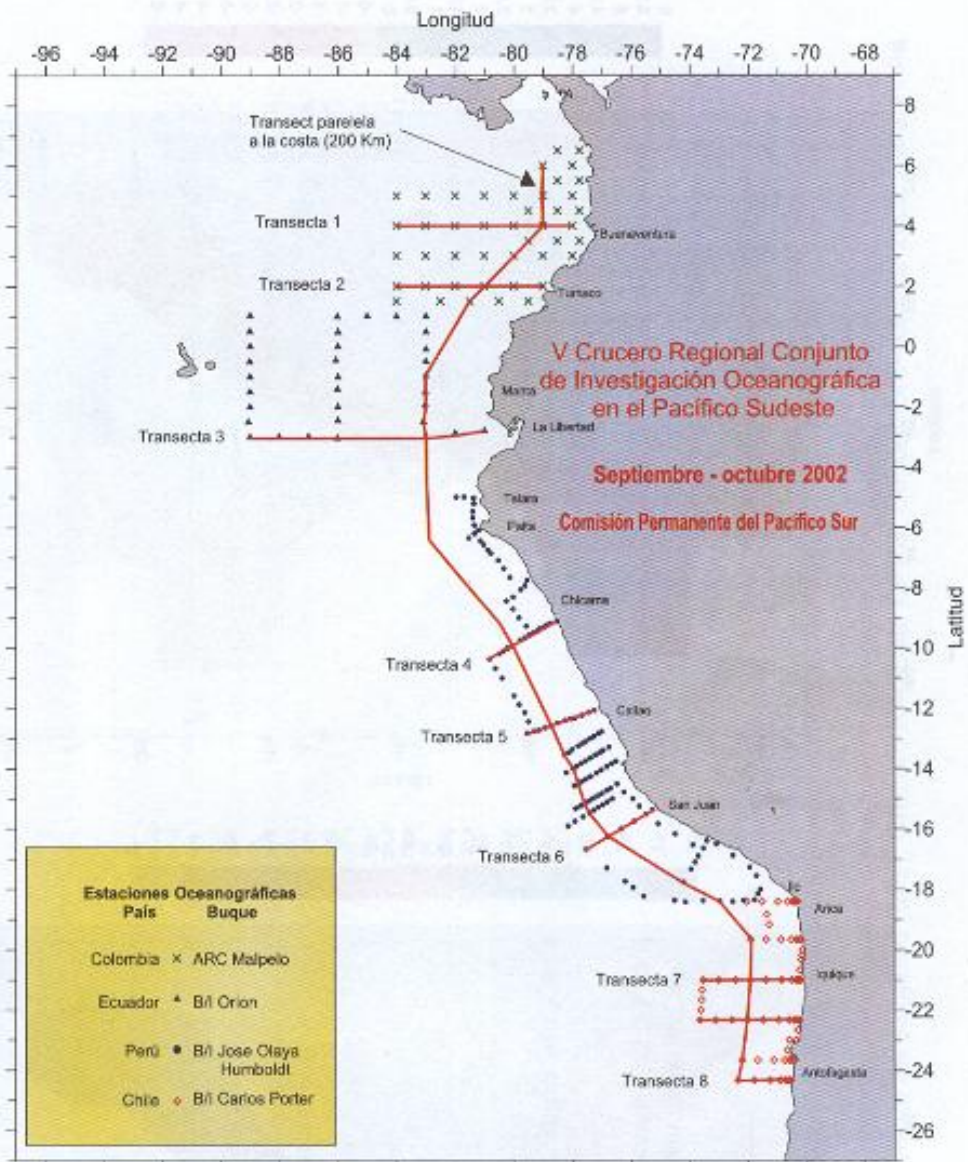 Longitud
-96 -94 -92 -90 -88 -86 -84 -82 -80 -78 -76 -74 -72 -70 -68
8
Transect parelela
a la costa (200 Km)
6
Transecta 1
4
Buenaventura
Transecta 2
2
Tumaco
0
V Crucero Regional Conjunto
de Investigación Oceanográfica
en el Pacífico Sudeste
Manta
-2
La Libertad
Transecta 3
-4
Septiembre - octubre 2002
Talara
Paita
Comisión Permanente del Pacífico Sur
-6
-8
Chicama
Latitud
-10
Transecta 4
-12
Callao
Transecta 5
-14
San Juan
-16
Transecta 6
-18
Ilo
Arica
-20
Iquique
Transecta 7
-22
Transecta 8
Antofagasta
-24
-26
Estaciones Oceanográficas
País Buque
Colombia × ARC Malpelo
Ecuador ▲ B/I Orion
Perú ● B/I Jose Olaya
Humboldt
Chile ◇ B/I Carlos Porter